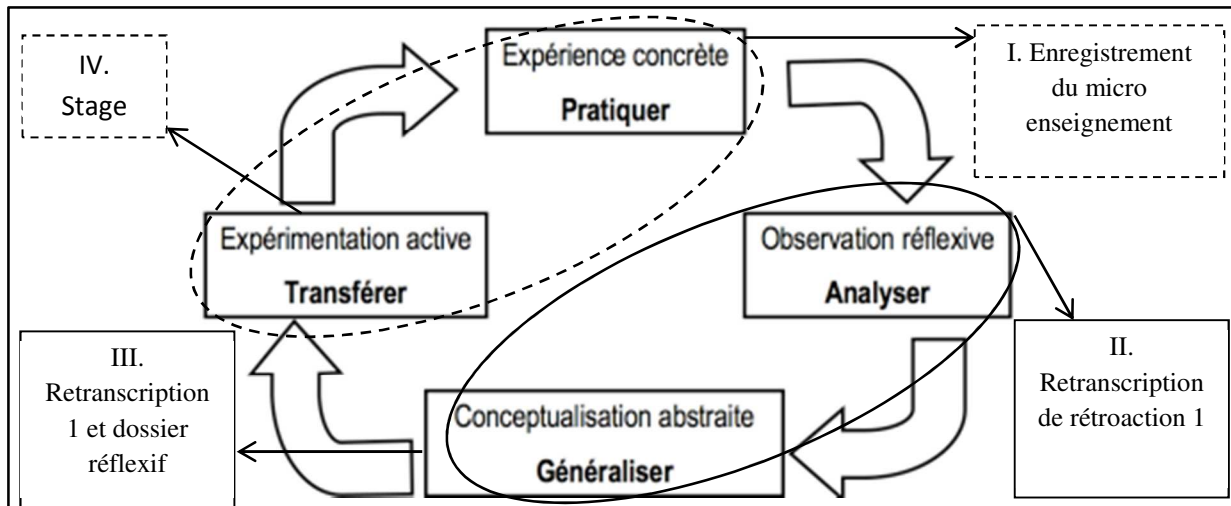 IV.
Stage
Expérience concrète
Pratiquer
I. Enregistrement
du micro
enseignement
Expérimentation active
Transférer
Observation réflexive
Analyser
III.
Retranscription
1 et dossier
réflexif
Conceptualisation abstraite
Généraliser
II.
Retranscription
de rétroaction 1